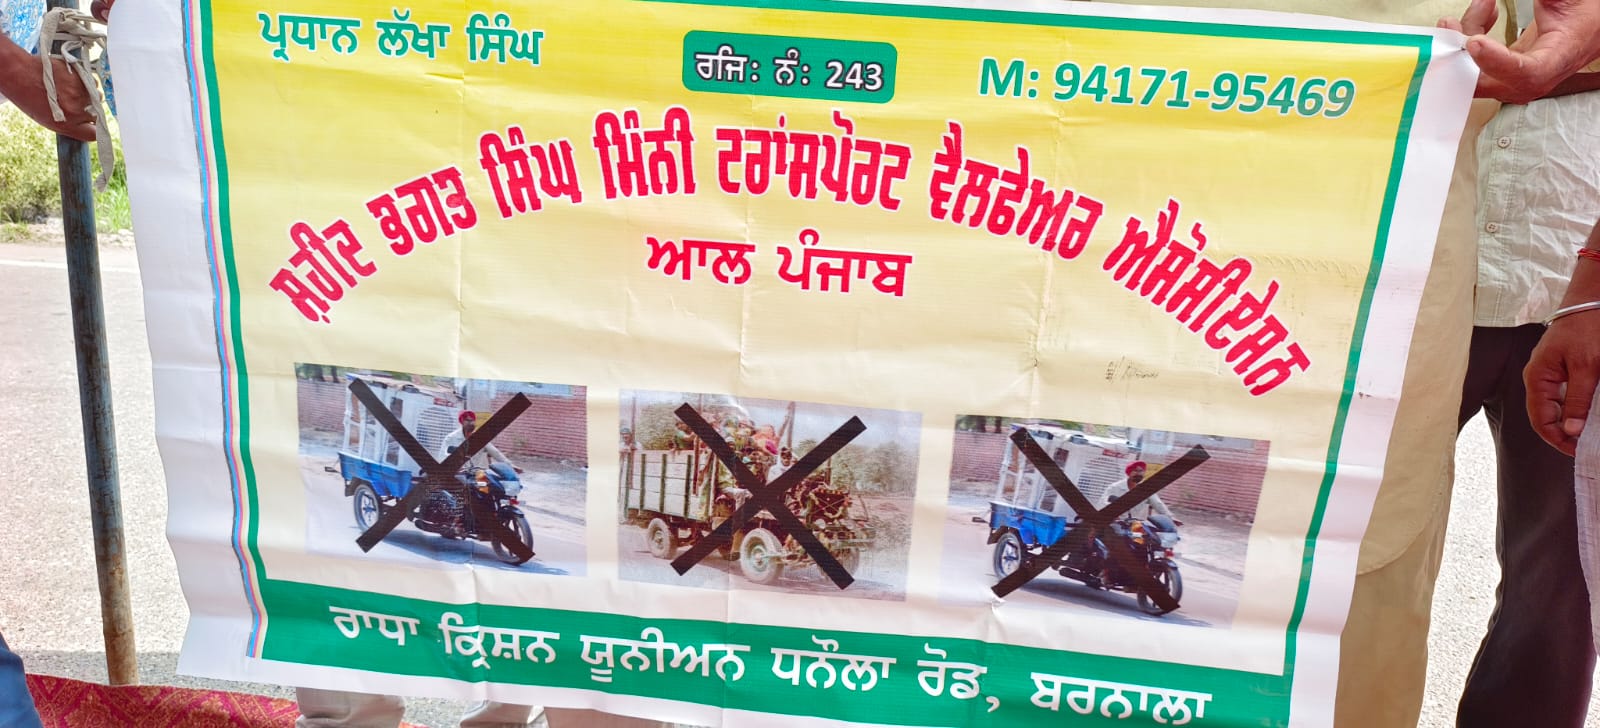 ਪ੍ਰਧਾਨ ਲੱਖਾ ਸਿੰਘ
ਰਜਿ: ਨੰ: 243
M: 94171-95469
ਸ਼ਹੀਦ ਭਗਤ ਸਿੰਘ ਮਿੰਨੀ ਟਰਾਂਸਪੋਰਟ ਵੈਲਫੇਅਰ ਐਸੋਸੀਏਸ਼ਨ
ਆਲ ਪੰਜਾਬ
ਰਾਧਾ ਕ੍ਰਿਸ਼ਨ ਯੂਨੀਅਨ ਧਨੌਲਾ ਰੋਡ, ਬਰਨਾਲਾ